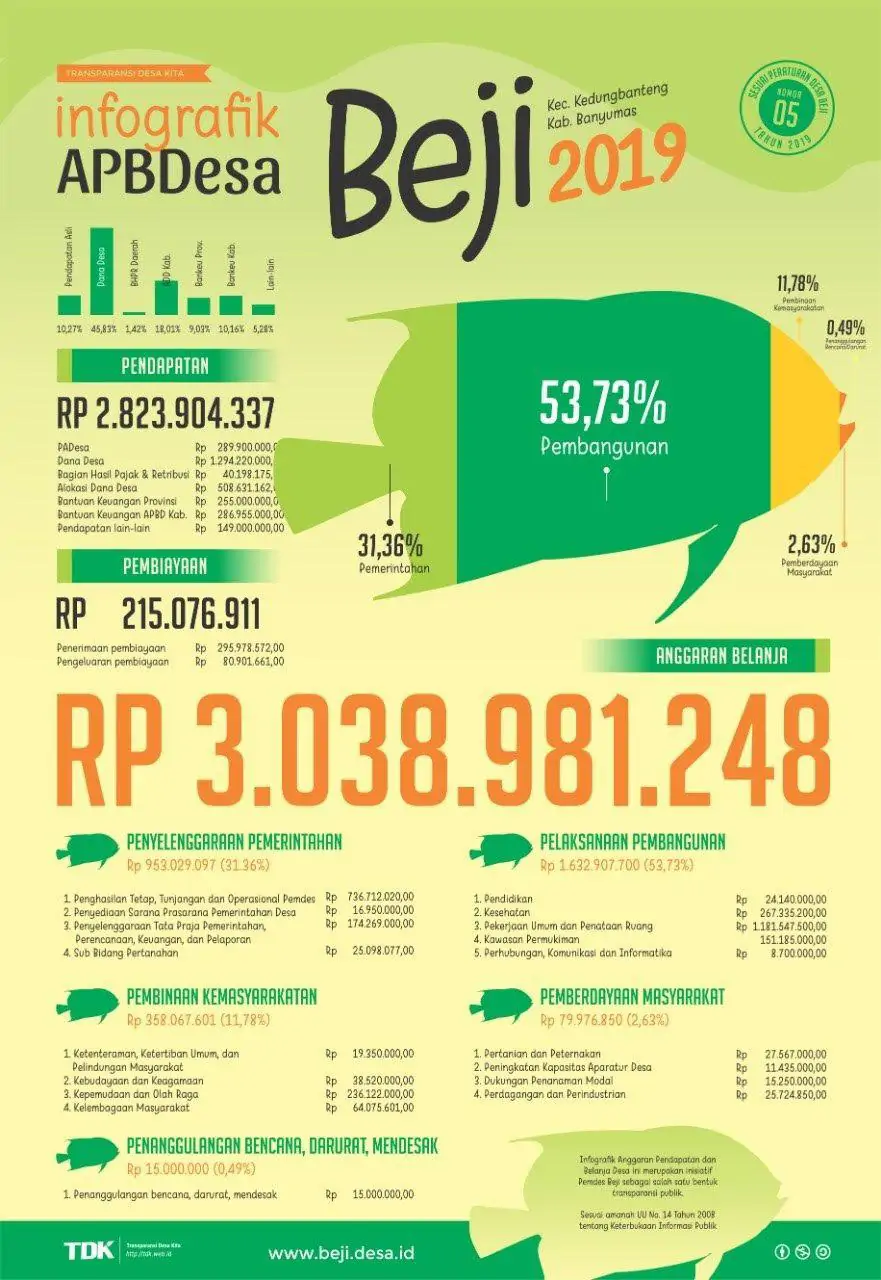 TRANSPARANSI DESA KITA
infografik
APBDesa
Beji
Kec. Kedungbanteng
Kab. Banyumas
2019
SESUAI PERATURAN DESA BEJI
NOMOR
05
TAHUN 2019
Pendapatan Asli
Dana Desa
BHPR Daerah
ADD Kab.
Bankeu Prov.
Bankeu Kab.
Lain-lain
10,27% 45,83% 1,42% 18,01% 9,03% 10,16% 5,28%
PENDAPATAN
RP 2.823.904.337
PADesa Rp 289.900.000,0
Dana Desa Rp 1.294.220.000,
Bagian Hasil Pajak & Retribusi Rp 40.198.175,
Alokasi Dana Desa Rp 508.631.162,
Bantuan Keuangan Provinsi Rp 255.000.000,0
Bantuan Keuangan APBD Kab. Rp 286.955.000,00
Pendapatan lain-lain Rp 149.000.000,00
PEMBIAYAAN
RP 215.076.911
Penerimaan pembiayaan Rp 295.978.572,00
Pengeluaran pembiayaan Rp 80.901.661,00
11,78%
Pembinaan
Kemasyarakatan
0,49%
Penanggulangan
Bencana/Darurat
53,73%
Pembangunan
31,36%
Pemerintahan
2,63%
Pemberdayaan
Masyarakat
ANGGARAN BELANJA
RP 3.038.981.248
PENYELENGGARAAN PEMERINTAHAN
Rp 953.029.097 (31.36%)
1. Penghasilan Tetap, Tunjangan dan Operasional Pemdes Rp 736.712.020,00
2. Penyediaan Sarana Prasarana Pemerintahan Desa Rp 16.950.000,00
3. Penyelenggaraan Tata Praja Pemerintahan, Rp 174.269.000,00
Perencanaan, Keuangan, dan Pelaporan
4. Sub Bidang Pertanahan Rp 25.098.077,00
PELAKSANAAN PEMBANGUNAN
Rp 1.632.907.700 (53,73%)
1. Pendidikan Rp 24.140.000,00
2. Kesehatan Rp 267.335.200,00
3. Pekerjaan Umum dan Penataan Ruang Rp 1.181.547.500,00
4. Kawasan Permukiman 151.185.000,00
5. Perhubungan, Komunikasi dan Informatika Rp 8.700.000,00
PEMBINAAN KEMASYARAKATAN
Rp 358.067.601 (11,78%)
1. Ketenteraman, Ketertiban Umum, dan Rp 19.350.000,00
Pelindungan Masyarakat
2. Kebudayaan dan Keagamaan Rp 38.520.000,00
3. Kepemudaan dan Olah Raga Rp 236.122.000,00
4. Kelembagaan Masyarakat Rp 64.075.601,00
PEMBERDAYAAN MASYARAKAT
Rp 79.976.850 (2,63%)
1. Pertanian dan Peternakan Rp 27.567.000,00
2. Peningkatan Kapasitas Aparatur Desa Rp 11.435.000,00
3. Dukungan Penanaman Modal Rp 15.250.000,00
4. Perdagangan dan Perindustrian Rp 25.724.850,00
PENANGGULANGAN BENCANA, DARURAT, MENDESAK
Rp 15.000.000 (0,49%)
1. Penanggulangan bencana, darurat, mendesak Rp 15.000.000,00
Infografik Anggaran Pendapatan dan
Belanja Desa ini merupakan inisiatif
Pemdes Beji sebagai salah satu bentuk
transparansi publik.
Sesuai amanah UU No. 14 Tahun 2008
tentang Keterbukaan Informasi Publik
TDK
Transparansi Desa Kita
http://tdk.web.id
www.beji.desa.id